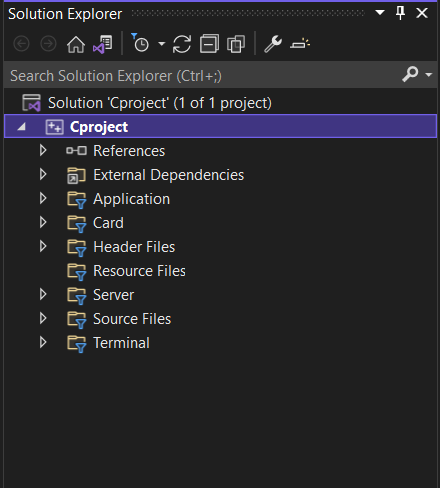 Solution Explorer
Search Solution Explorer (Ctrl+;)
Solution 'Cproject' (1 of 1 project)
Cproject
References
External Dependencies
Application
Card
Header Files
Resource Files
Server
Source Files
Terminal